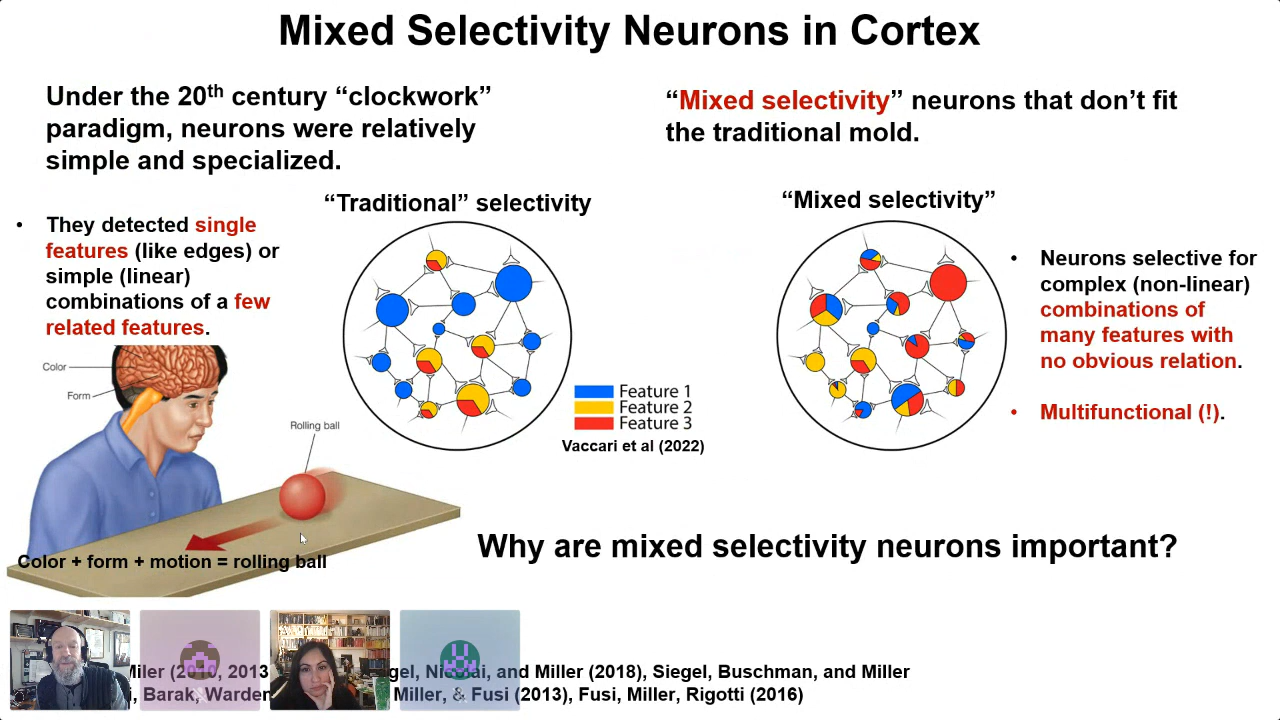 Mixed Selectivity Neurons in Cortex
Under the 20th century “clockwork”
paradigm, neurons were relatively
simple and specialized.
“Mixed selectivity” neurons that don’t fit
the traditional mold.
• They detected single
features (like edges) or
simple (linear)
combinations of a few
related features.
“Traditional” selectivity
Feature 1
Feature 2
Feature 3
Vaccari et al (2022)
“Mixed selectivity”
• Neurons selective for
complex (non-linear)
combinations of
many features with
no obvious relation.
• Multifunctional (!).
Color
Form
Rolling ball
Color + form + motion = rolling ball
Why are mixed selectivity neurons important?
and Miller (2018), Siegel, Buschman, and Miller
Barak, Warden Miller, & Fusi (2013), Fusi, Miller, Rigotti (2016)